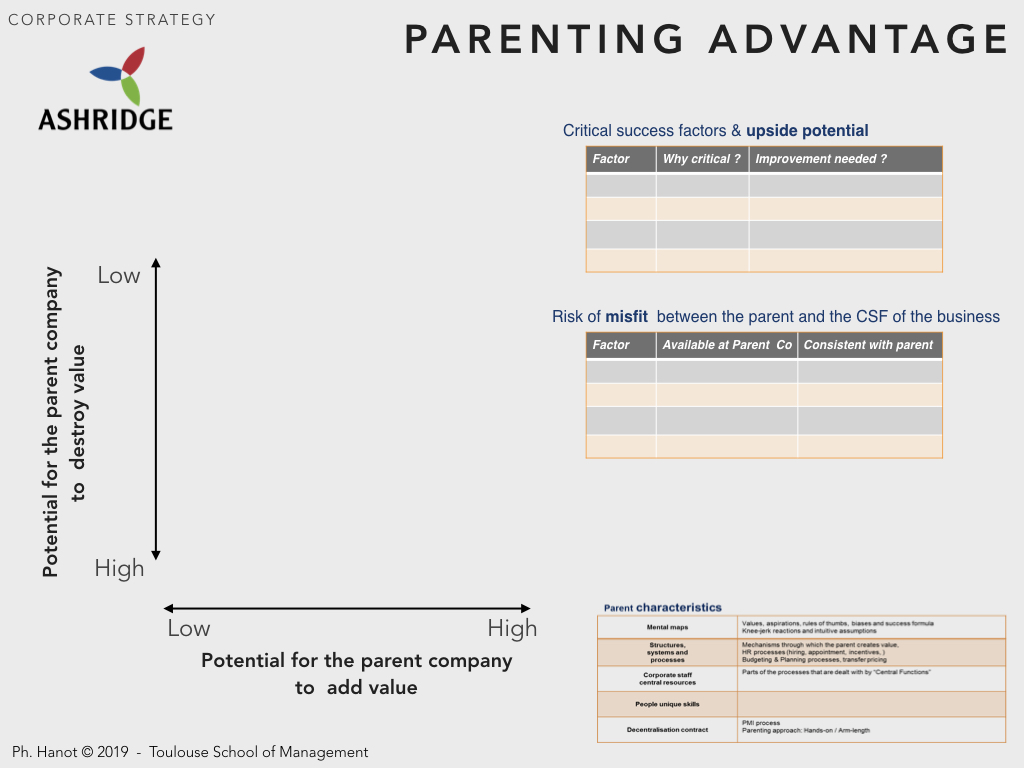 CORPORATE STRATEGY
PARENTING ADVANTAGE
ASHRIDGE
Critical success factors & upside potential
Factor Why critical ? Improvement needed ?
Risk of misfit between the parent and the CSF of the business
Factor Available at Parent Co Consistent with parent
Potential for the parent company
to destroy value
Low
High
Low High
Potential for the parent company
to add value
Parent characteristics
Mental maps
Values, aspirations, rules of thumbs, biases and success formula
Knee-jerk reactions and intuitive assumptions
Structures,
systems and
processes
Mechanisms through which the parent creates value,
HR processes (hiring, appointment, incentives, )
Budgeting & Planning processes, transfer pricing
Corporate staff
central resources
Parts of the processes that are dealt with by "Central Functions"
People unique skills
Decentralisation contract
PMI process
Parenting approach: Hands-on / Arm-length
Ph. Hanot © 2019 - Toulouse School of Management